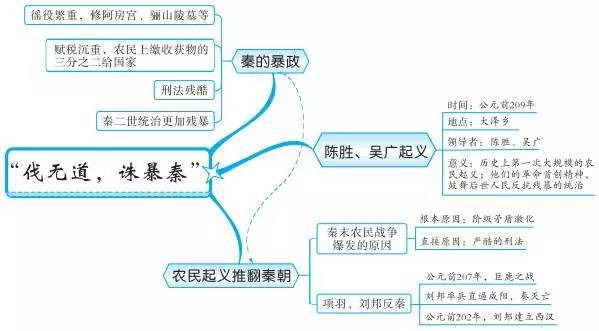 徭役繁重，修阿房宫、骊山陵墓等
赋税沉重，农民上缴收获物的
三分之二给国家
刑法残酷
秦二世统治更加残暴
秦的暴政
“伐无道，诛暴秦”
陈胜、吴广起义
时间：公元前209年
地点：大泽乡
领导者：陈胜、吴广
意义：历史上第一次大规模的农
民起义；他们的革命首创精神，
鼓舞后世人民反抗残暴的统治
农民起义推翻秦朝
秦末农民战争
爆发的原因
根本原因：阶级矛盾激化
直接原因：严酷的刑法
项羽、刘邦反秦
公元前207年，巨鹿之战
刘邦率兵直逼咸阳，秦灭亡
公元前202年，刘邦建立西汉